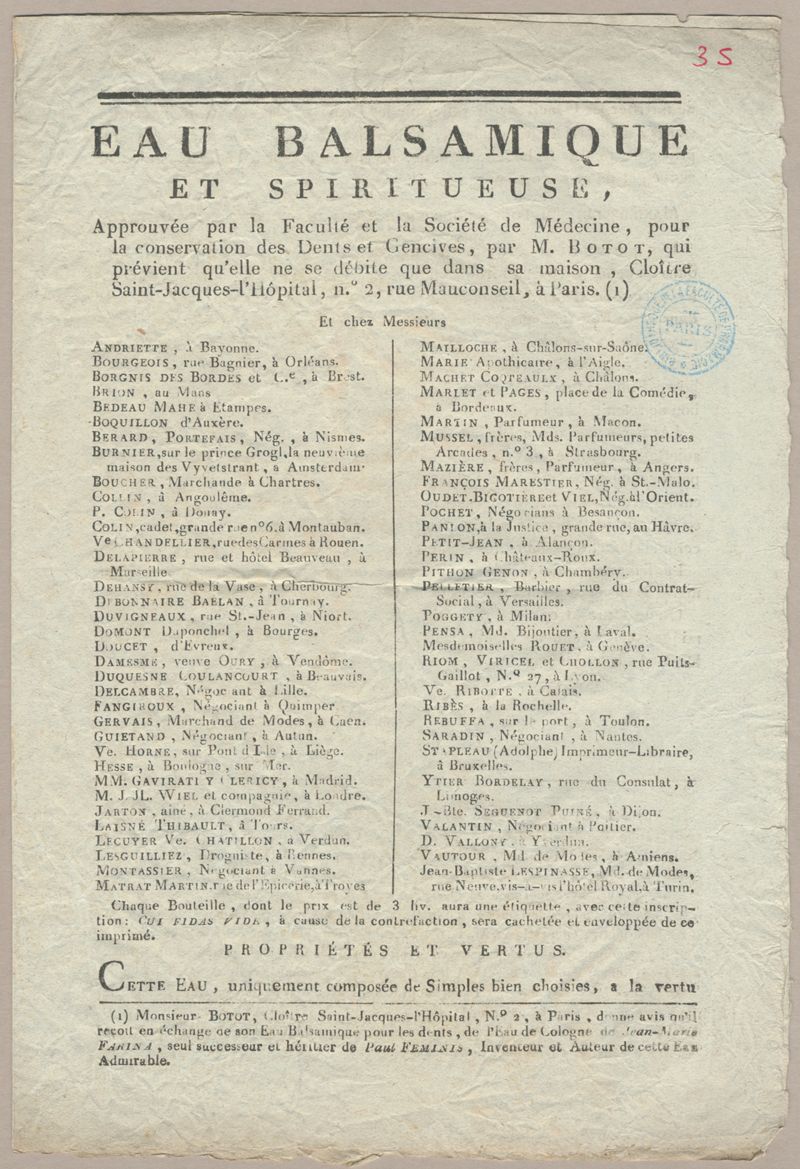 35
EAU BALSAMIQUE
ET SPIRITUEUSE,
Approuvée par la Faculté et la Société de Médecine, pour
la conservation des Dents et Gencives, par M. BOTOT, qui
prévient qu'elle ne se débite que dans sa maison, Cloître
Saint-Jacques-l'Hôpital, n.º 2, rue Mauconseil, à Paris. (1)
PARIS
Et chez Messieurs
ANDRIETTE, à Bayonne.
BOURGEOIS, rue Bagnier, à Orléans.
BORGNIS DES BORDES et C.e, à Brest.
BRION, au Mans
BEDEAU MAHE à Etampes.
BOQUILLON d'Auxère.
BERARD, PORTEFAIS, Nég., à Nismes.
BURNIER, sur le prince Grogl, la neuvième
maison des Vyvelstrant, à Amsterdam.
BOUCHER, Marchande à Chartres.
COLLIN, à Angoulême.
P. COLIN, à Douay.
COLIN, cadet, grande rue nº 6. à Montauban.
Ve CHANDELLIER, rue des Carmes à Rouen.
DELAPIERRE, rue et hôtel Beauveau, à
Marseille
DEHANSY, rue de la Vase, à Cherbourg.
DEBONNAIRE BAELAN, à Tournay.
DUVIGNEAUX, rue St.-Jean, à Niort.
DOMONT Duponchel, à Bourges.
DOUCET, d'Evreux.
DAMESME, veuve OURY, à Vendôme.
DUQUESNE COULANCOURT, à Beauvais.
DELCAMBRE, Négociant à Lille.
FANGIROUX, Négociant à Quimper
GERVAIS, Marchand de Modes, à Caen.
GUIETAND, Négociant, à Autun.
Ve. HORNE, sur Pont d'Isle, à Liège.
HESSE, à Boulogne, sur Mer.
MM. GAVIRATI Y CLERICY, à Madrid.
M. J. JL. WIEL et compagnie, à Londre.
JARTON, aîné, à Clermond Ferrand.
LAISNÉ THIBAULT, à Tours.
LECUYER Ve. CHATILLON, à Verdun.
LESGUILLIEZ, Drogniste, à Rennes.
MONTASSIER, Négociant à Vannes.
MATRAT MARTIN, rue de l'Epicerie, à Troyes
MAILLOCHE, à Châlons-sur-Saône.
MARIE Apothicaire, à l'Aigle.
MACHET COQTEAULX, à Châlons.
MARLET et PAGES, place de la Comédie,
à Bordeaux.
MARTIN, Parfumeur, à Macon.
MUSSEL, frères, Mds. Parfumeurs, petites
Arcades, n.º 3, à Strasbourg.
MAZIÈRE, frères, Parfumeur, à Angers.
FRANÇOIS MARESTIER, Nég. à St.-Malo.
OUDET-BIGOTIÈRE et VIEL, Nég. à l'Orient.
POCHET, Négocians à Besancon.
PANLON, à la Justice, grande rue, au Hâvre.
PETIT-JEAN, à Alançon.
PERIN, à Châteaux-Roux.
PITHON GENON, à Chambéry.
PELLETIER, Barbier, rue du Contrat-
Social, à Versailles.
POGGETY, à Milan:
PENSA, Md. Bijoutier, à Laval.
Mesdemoiselles ROUET, à Genève.
RIOM, VIRICEL et CHOLLON, rue Puits-
Gaillot, N.º 27, à Lyon.
Ve. RIBOTTE, à Calais.
RIBÈS, à la Rochelle.
REBUFFA, sur le port, à Toulon.
SARADIN, Négociant, à Nantes.
STAPLEAU (Adolphe) Imprimeur-Libraire,
à Bruxelles.
YTIER BORDELAY, rue du Consulat, à
Limoges.
J-Bte. SEGUENOT PUINÉ, à Dijon.
VALANTIN, Négociant à Poitier.
D. VALLONY, à Yverdun.
VAUTOUR, Md. de Modes, à Amiens.
Jean-Baptiste LESPINASSE, Md. de Modes,
rue Neuve, vis-à-vis l'hôtel Royal, à Turin.
Chaque Bouteille, dont le prix est de 3 liv. aura une étiquette, avec cette inscrip-
tion: CUI FIDAS VIDE, à cause de la contrefaction, sera cachetée et enveloppée de ce
imprimé.
PROPRIÉTÉS ET VERTUS.
CETTE EAU, uniquement composée de Simples bien choisies, a la vertu
(1) Monsieur BOTOT, Cloître Saint-Jacques-l'Hôpital, N.º 2, à Paris, donne avis qu'il
reçoit en échange de son Eau Balsamique pour les dents, de l'Eau de Cologne de Jean-Marie
FARINA, seul successeur et héritier de Paul FEMINIS, Inventeur et Auteur de cette Eau
Admirable.